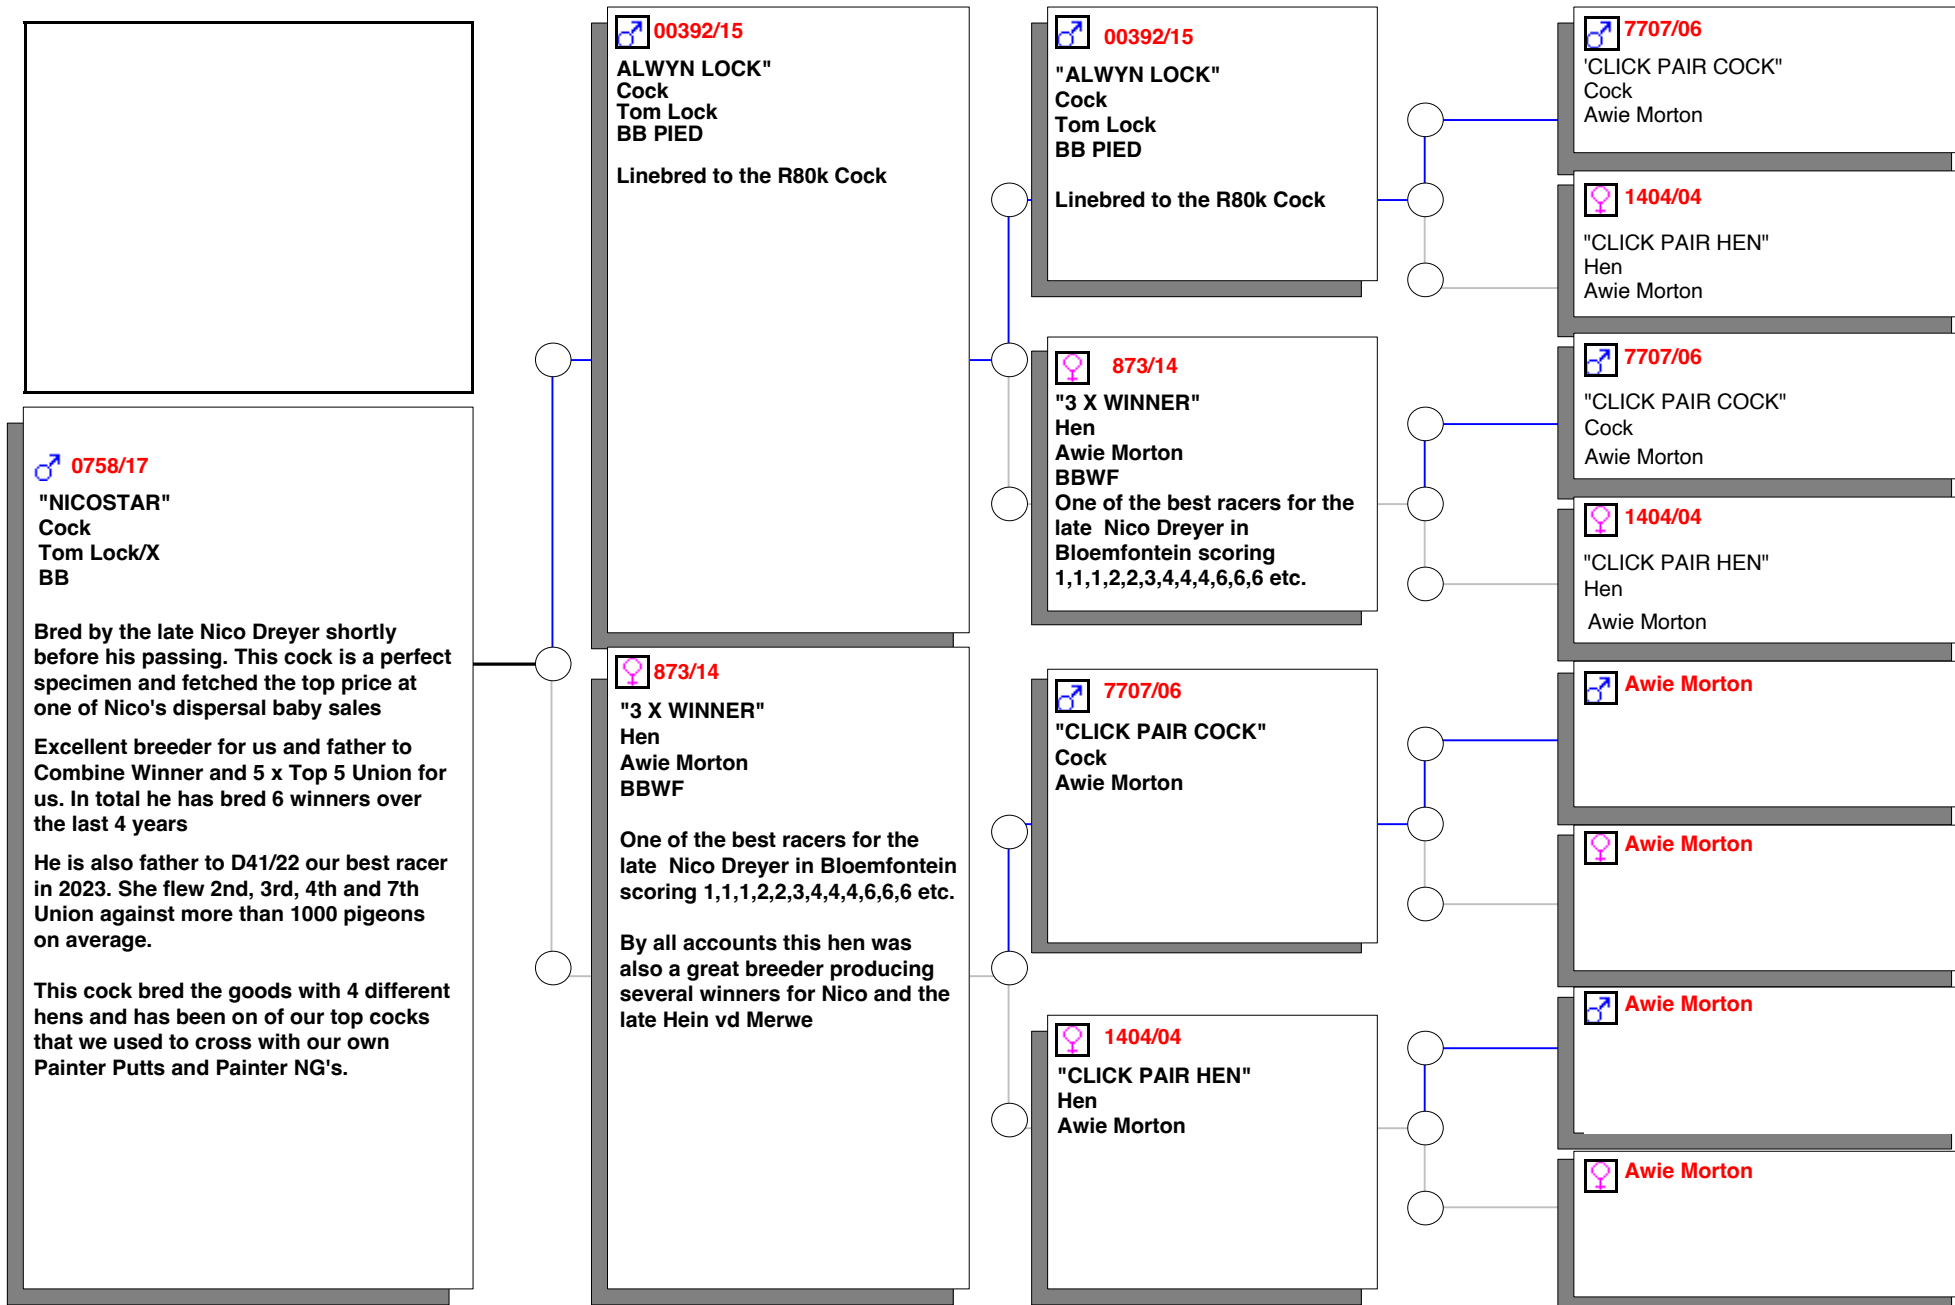 0758/17
"NICOSTAR"
Cock
Tom Lock/X
BB
Bred by the late Nico Dreyer shortly
before his passing. This cock is a perfect
specimen and fetched the top price at
one of Nico's dispersal baby sales
Excellent breeder for us and father to
Combine Winner and 5 x Top 5 Union for
us. In total he has bred 6 winners over
the last 4 years
He is also father to D41/22 our best racer
in 2023. She flew 2nd, 3rd, 4th and 7th
Union against more than 1000 pigeons
on average.
This cock bred the goods with 4 different
hens and has been on of our top cocks
that we used to cross with our own
Painter Putts and Painter NG's.
00392/15
ALWYN LOCK"
Cock
Tom Lock
BB PIED
Linebred to the R80k Cock
873/14
"3 X WINNER"
Hen
Awie Morton
BBWF
One of the best racers for the
late  Nico Dreyer in Bloemfontein
scoring 1,1,1,2,2,3,4,4,4,6,6,6 etc.
By all accounts this hen was
also a great breeder producing
several winners for Nico and the
late Hein vd Merwe
00392/15
"ALWYN LOCK"
Cock
Tom Lock
BB PIED
Linebred to the R80k Cock
873/14
"3 X WINNER"
Hen
Awie Morton
BBWF
One of the best racers for the
late  Nico Dreyer in
Bloemfontein scoring
1,1,1,2,2,3,4,4,4,6,6,6 etc.
7707/06
"CLICK PAIR COCK"
Cock
Awie Morton
1404/04
"CLICK PAIR HEN"
Hen
Awie Morton
7707/06
'CLICK PAIR COCK"
Cock
Awie Morton
1404/04
"CLICK PAIR HEN"
Hen
Awie Morton
7707/06
"CLICK PAIR COCK"
Cock
Awie Morton
1404/04
"CLICK PAIR HEN"
Hen
Awie Morton
Awie Morton
Awie Morton
Awie Morton
Awie Morton